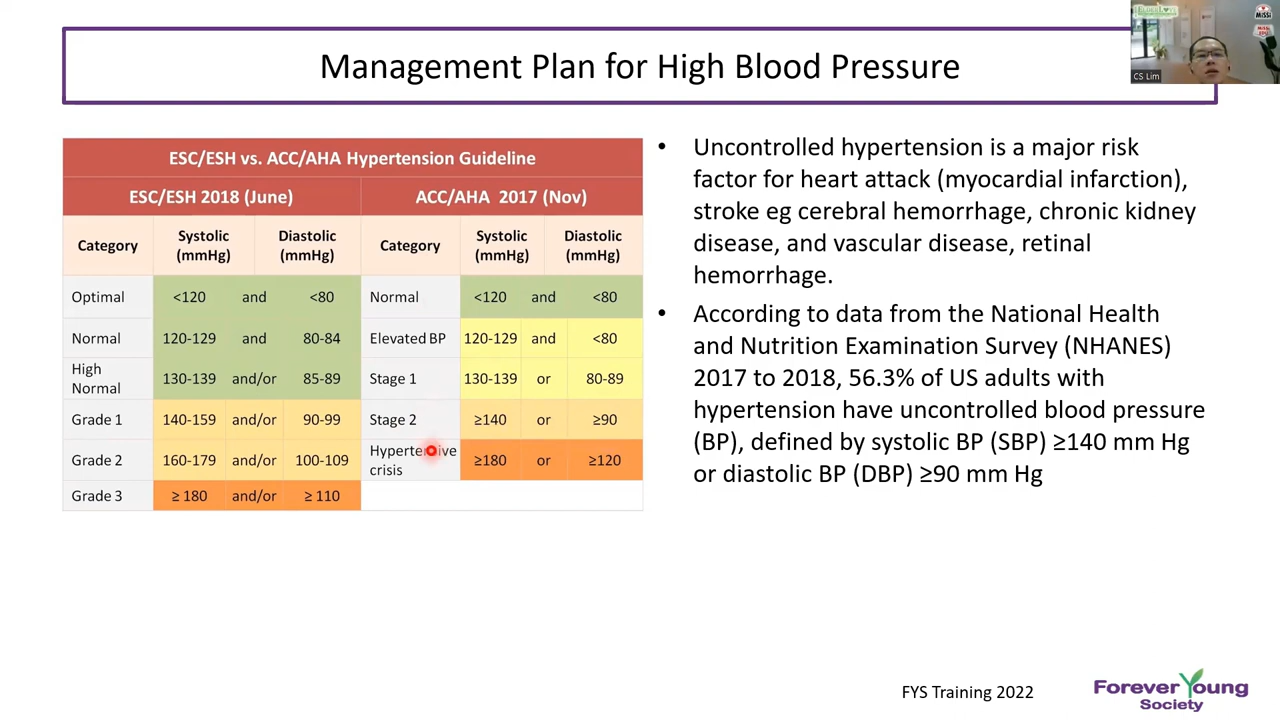 Management Plan for High Blood Pressure
CS Lim
ESC/ESH vs. ACC/AHA Hypertension Guideline
ESC/ESH 2018 (June) ACC/AHA 2017 (Nov)
Category Systolic (mmHg) Diastolic (mmHg) Category Systolic (mmHg) Diastolic (mmHg)
Optimal <120 and <80 Normal <120 and <80
Normal 120-129 and 80-84 Elevated BP 120-129 and <80
High Normal 130-139 and/or 85-89 Stage 1 130-139 or 80-89
Grade 1 140-159 and/or 90-99 Stage 2 ≥140 or ≥90
Grade 2 160-179 and/or 100-109 Hypertensive crisis ≥180 or ≥120
Grade 3 ≥ 180 and/or ≥ 110
• Uncontrolled hypertension is a major risk
factor for heart attack (myocardial infarction),
stroke eg cerebral hemorrhage, chronic kidney
disease, and vascular disease, retinal
hemorrhage.
• According to data from the National Health
and Nutrition Examination Survey (NHANES)
2017 to 2018, 56.3% of US adults with
hypertension have uncontrolled blood pressure
(BP), defined by systolic BP (SBP) ≥140 mm Hg
or diastolic BP (DBP) ≥90 mm Hg
FYS Training 2022
Forever Young
Society